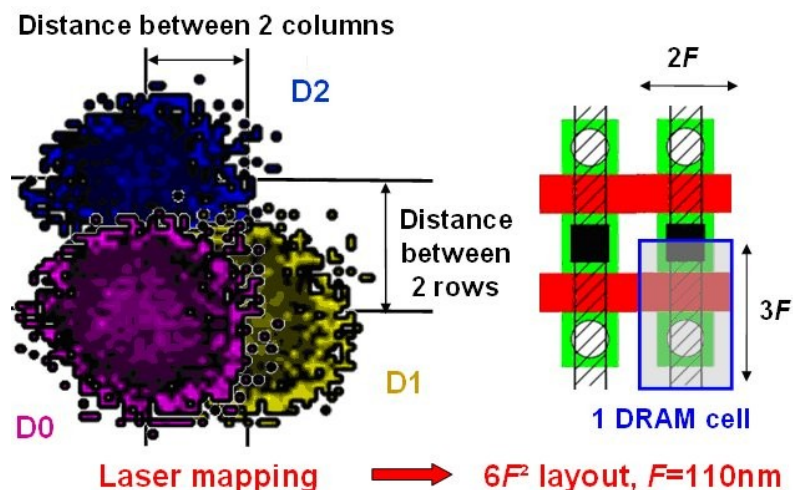 Distance between 2 columns
D2
2F
Distance
between
2 rows
3F
D1
D0
1 DRAM cell
Laser mapping
6F² layout, F=110nm